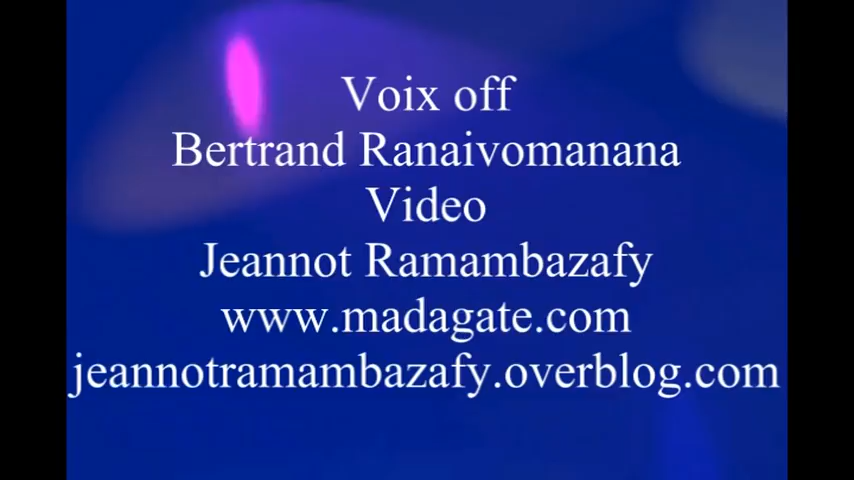 Voix off
Bertrand Ranaivomanana
Video
Jeannot Ramambazafy
www.madagate.com
jeannotramambazafy.overblog.com